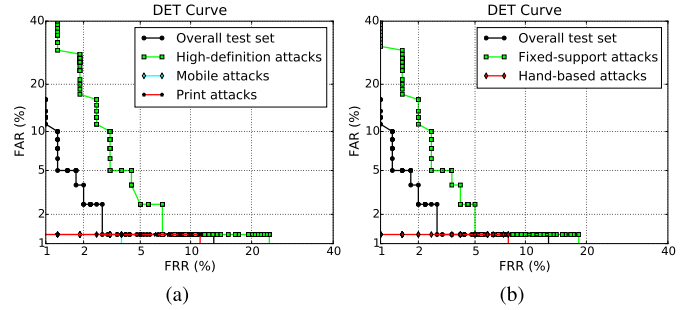 DET Curve
Overall test set
High-definition attacks
Mobile attacks
Print attacks
FAR (%)
40
20
10
5
2
1
1 2 5 10 20 40
FRR (%)
(a)
DET Curve
Overall test set
Fixed-support attacks
Hand-based attacks
FAR (%)
40
20
10
5
2
1
1 2 5 10 20 40
FRR (%)
(b)